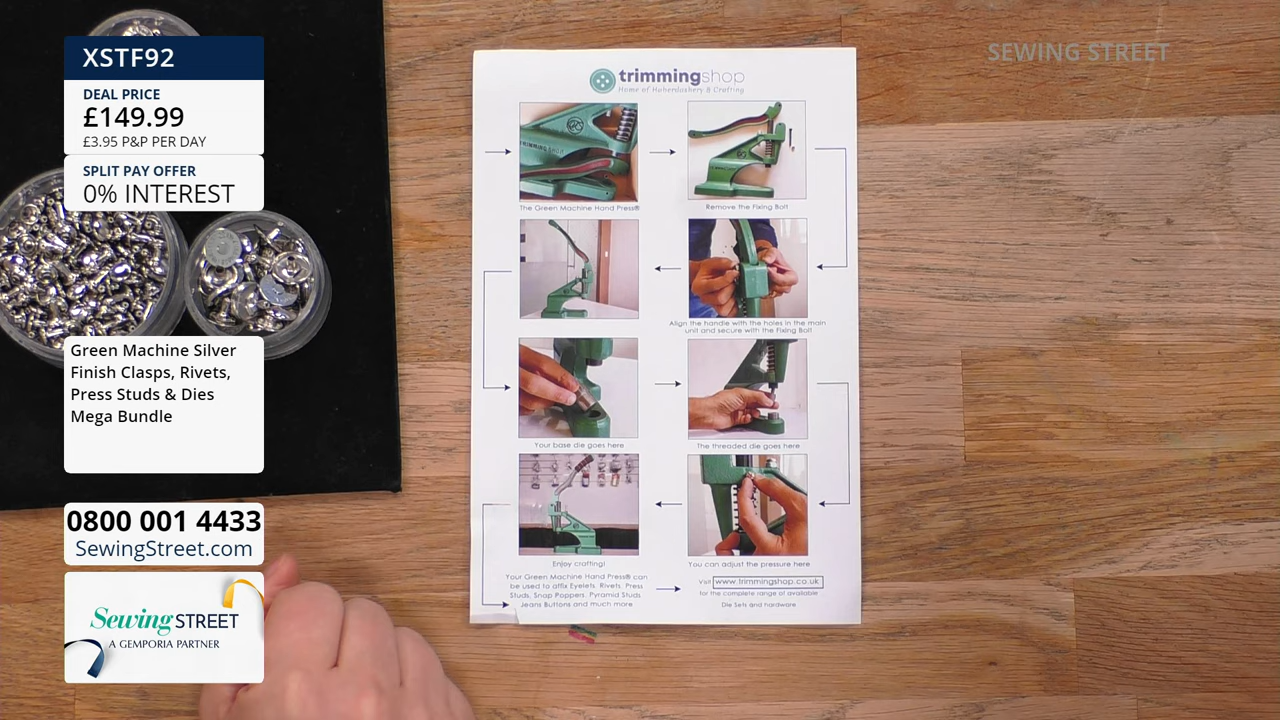 XSTF92
DEAL PRICE
£149.99
£3.95 P&P PER DAY
SPLIT PAY OFFER
0% INTEREST
Green Machine Silver
Finish Clasps, Rivets,
Press Studs & Dies
Mega Bundle
0800 001 4433
SewingStreet.com
Sewing STREET
A GEMPORIA PARTNER
SEWING STREET
trimmingshop
Home of Haberdashery & Crafting
The Green Machine Hand Press®
Remove the Fixing Bolt
Align the handle with the holes in the main
unit and secure with the Fixing Bolt
Your base die goes here
The threaded die goes here
Enjoy crafting!
You can adjust the pressure here
Your Green Machine Hand Press® can
be used to affix Eyelets, Rivets, Press
Studs, Snap Poppers, Pyramid Studs
Jeans Buttons and much more
Visit www.trimmingshop.co.uk
for the complete range of available
Die Sets and hardware